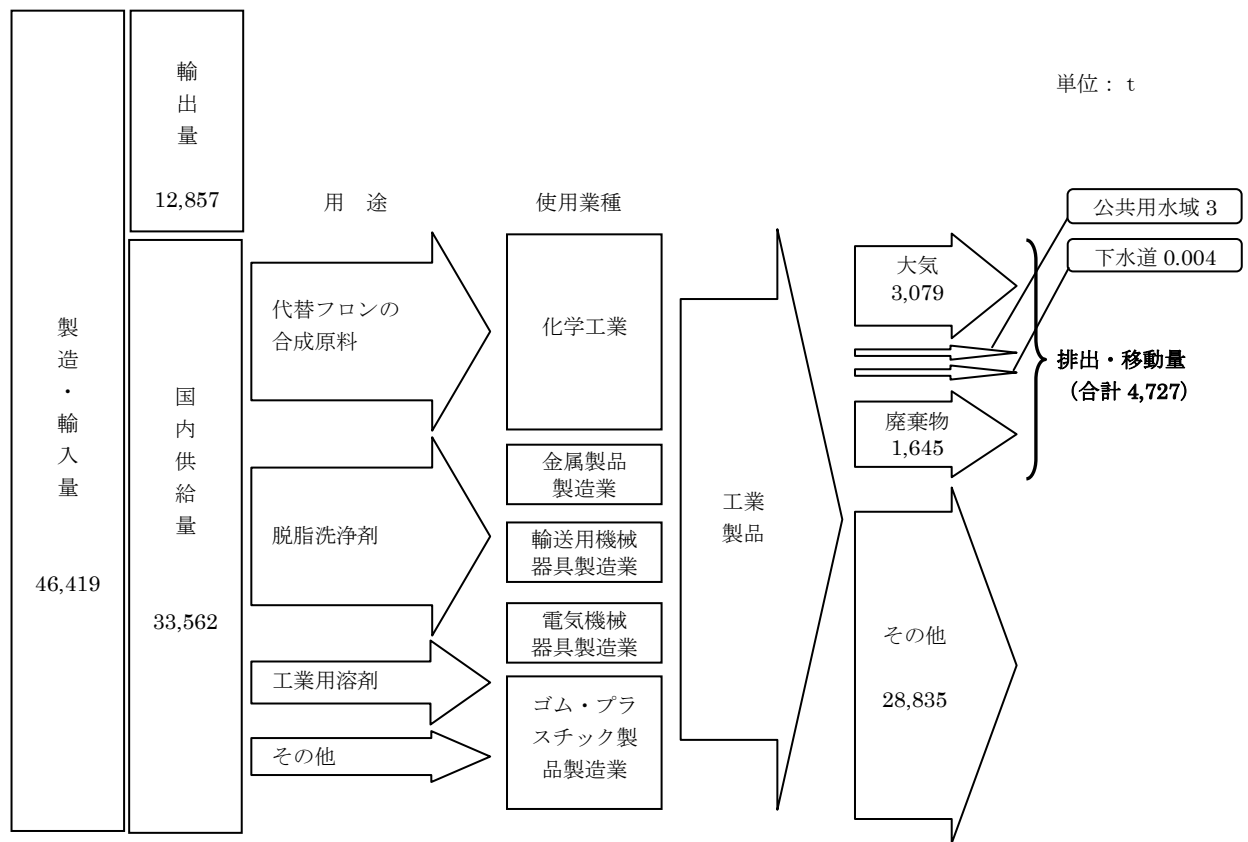 単位：t
輸出量
12,857
製造・輸入量
46,419
国内供給量
33,562
用　途
代替フロンの
合成原料
脱脂洗浄剤
工業用溶剤
その他
使用業種
化学工業
金属製品
製造業
輸送用機械
器具製造業
電気機械
器具製造業
ゴム・プラ
スチック製
品製造業
工業
製品
大気
3,079
公共用水域 3
下水道 0.004
廃棄物
1,645
排出・移動量
（合計 4,727）
その他
28,835